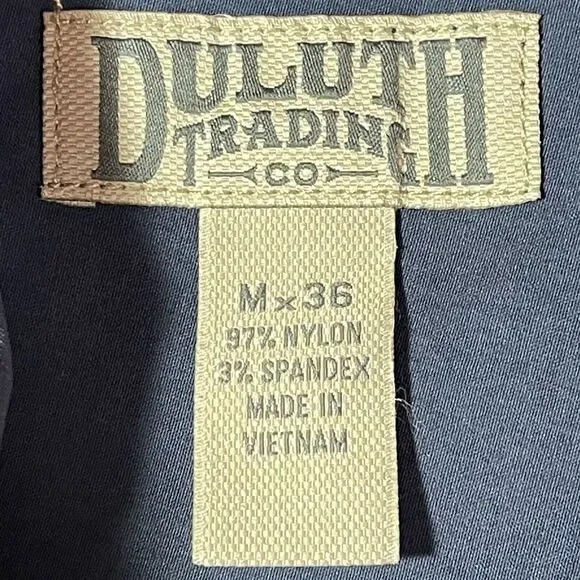 DULUTH
TRADING
CO
M x 36
97% NYLON
3% SPANDEX
MADE IN
VIETNAM